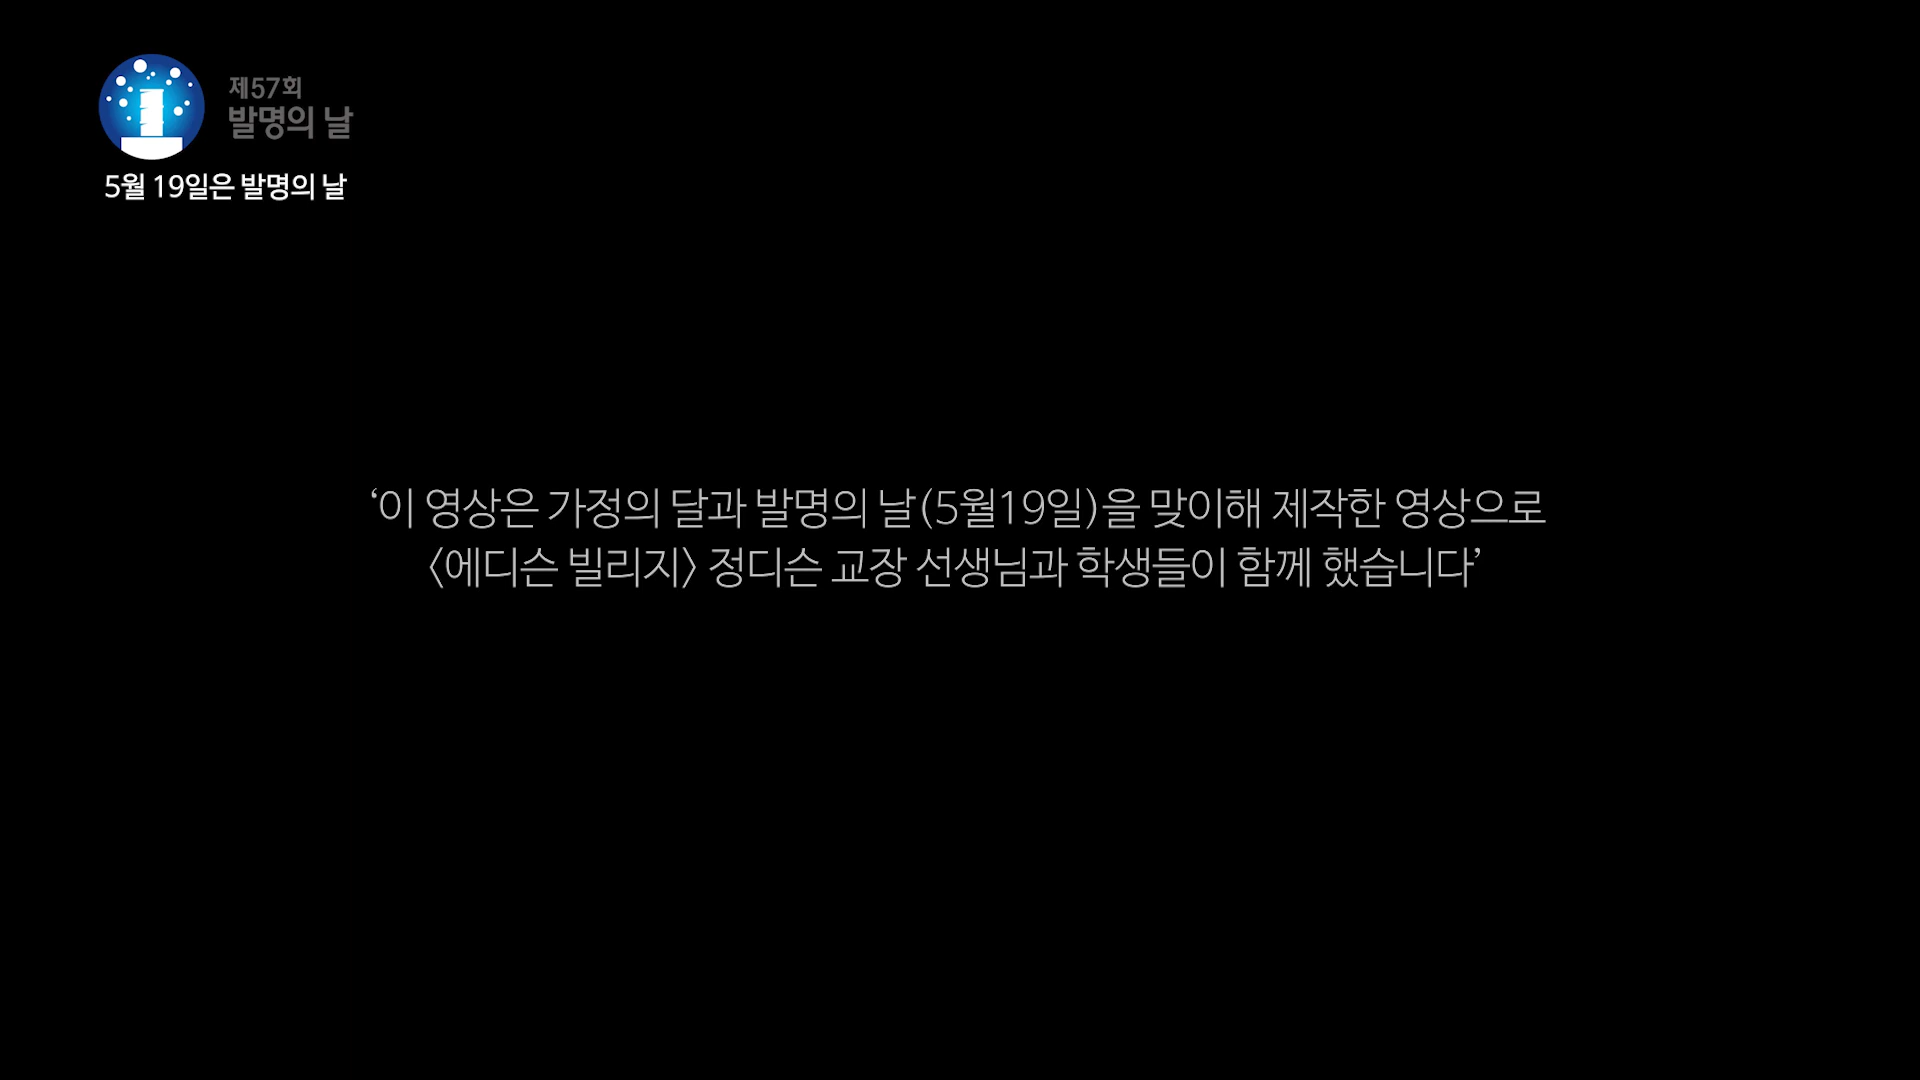 제57회
발명의 날
5월 19일은 발명의 날
‘이 영상은 가정의 달과 발명의 날(5월19일)을 맞이해 제작한 영상으로
〈에디슨 빌리지〉 정디슨 교장 선생님과 학생들이 함께 했습니다’